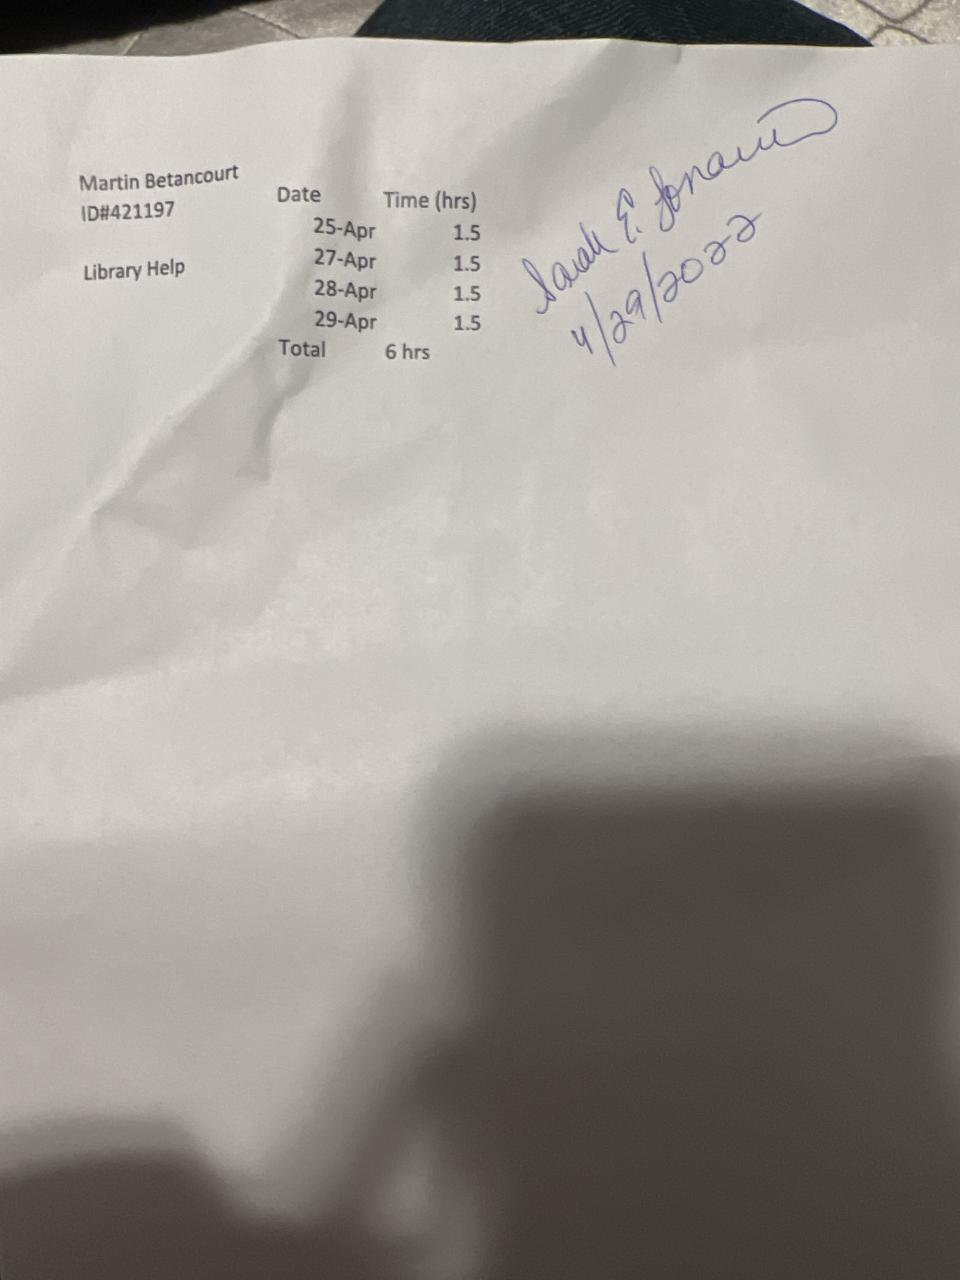 Martin Betancourt
ID#421197
Library Help
Date Time (hrs)
25-Apr 1.5
27-Apr 1.5
28-Apr 1.5
29-Apr 1.5
Total 6 hrs
Sarah E.
4/29/2022